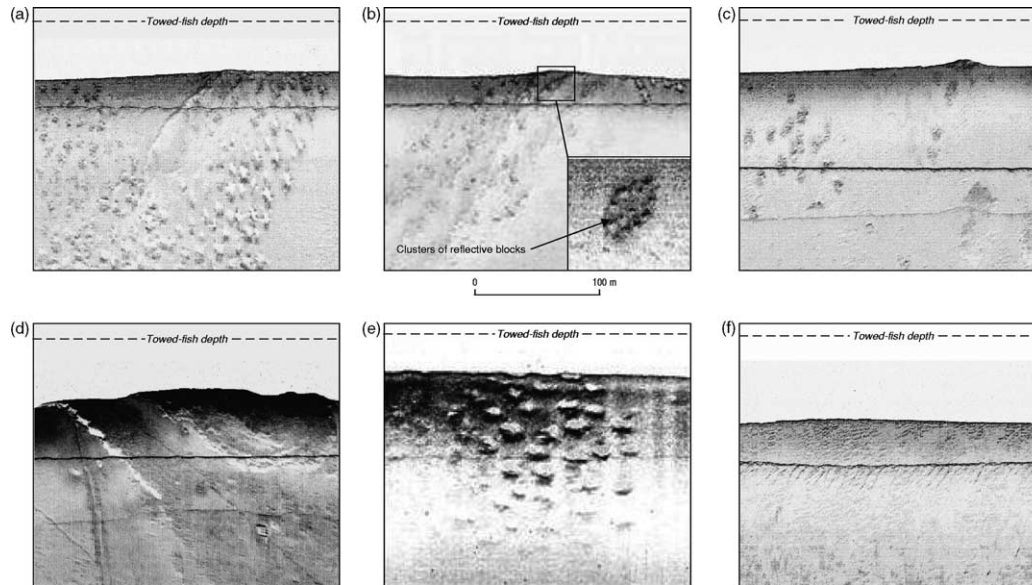 (a)
Towed-fish depth
(b)
Towed-fish depth
Clusters of reflective blocks
(c)
Towed-fish depth
0
100 m
(d)
Towed-fish depth
(e)
Towed-fish depth
(f)
Towed-fish depth